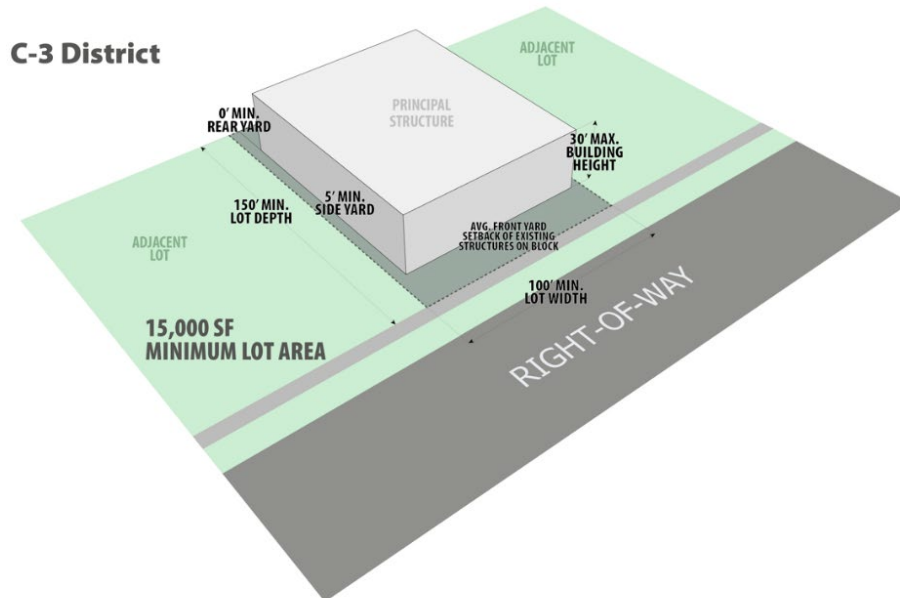 C-3 District
ADJACENT
LOT
PRINCIPAL
STRUCTURE
0' MIN.
REAR YARD
30' MAX.
BUILDING
HEIGHT
150' MIN.
LOT DEPTH
5' MIN.
SIDE YARD
AVG. FRONT YARD
SETBACK OF EXISTING
STRUCTURES ON BLOCK
ADJACENT
LOT
100' MIN.
LOT WIDTH
15,000 SF
MINIMUM LOT AREA
RIGHT-OF-WAY